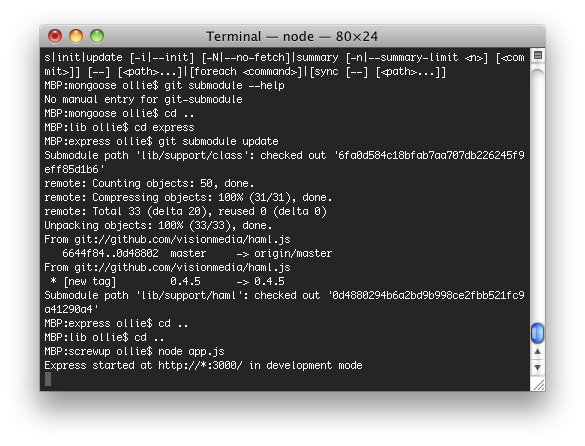 Terminal — node — 80×24
s|init|update [-i|--init] [-N|--no-fetch]|summary [-n|--summary-limit <n>] [<com
mit>]] [--] [<path>...]|[foreach <command>]|[sync [--] [<path>...]]
MBP:mongoose ollie$ git submodule --help
No manual entry for git-submodule
MBP:mongoose ollie$ cd ..
MBP:lib ollie$ cd express
MBP:express ollie$ git submodule update
Submodule path 'lib/support/class': checked out '6fa0d584c18bfab7aa707db226245f9
eff85d1b6'
remote: Counting objects: 50, done.
remote: Compressing objects: 100% (31/31), done.
remote: Total 33 (delta 20), reused 0 (delta 0)
Unpacking objects: 100% (33/33), done.
From git://github.com/visionmedia/haml.js
   6644f84..0d48802  master     -> origin/master
From git://github.com/visionmedia/haml.js
 * [new tag]         0.4.5      -> 0.4.5
Submodule path 'lib/support/haml': checked out '0d4880294b6a2bd9b998ce2fbb521fc9
a41290a4'
MBP:express ollie$ cd ..
MBP:lib ollie$ cd ..
MBP:screwup ollie$ node app.js
Express started at http://*:3000/ in development mode